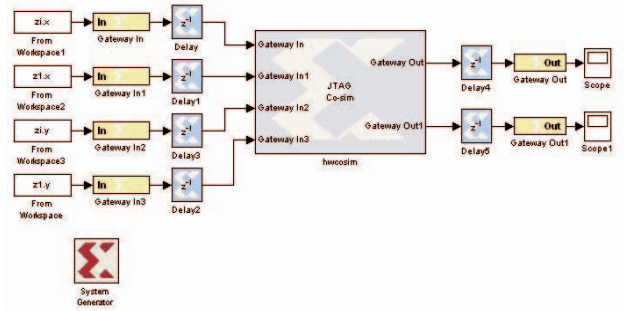 zi.x
From
Workspace1
In
Gateway In
z⁻¹
Delay
z1.x
From
Workspace2
In
Gateway In1
z⁻¹
Delay1
zi.y
From
Workspace3
In
Gateway In2
z⁻¹
Delay3
z1.y
From
Workspace
In
Gateway In3
z⁻¹
Delay2
Gateway In
Gateway In1
Gateway In2
Gateway In3
JTAG
Co-sim
Gateway Out
Gateway Out1
hwcosim
z⁻¹
Delay4
Out
Gateway Out
Scope
z⁻¹
Delay5
Out
Gateway Out1
Scope1
System
Generator